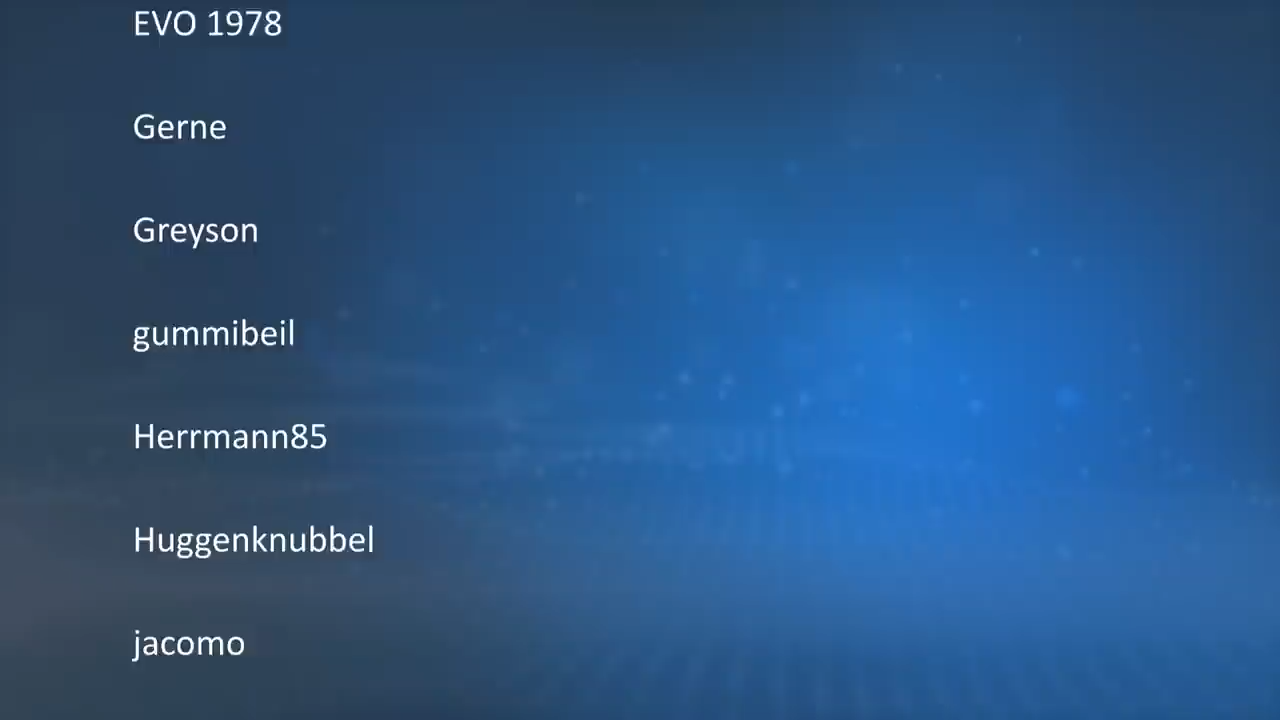 EVO 1978
Gerne
Greyson
gummibeil
Herrmann85
Huggenknubbel
jacomo